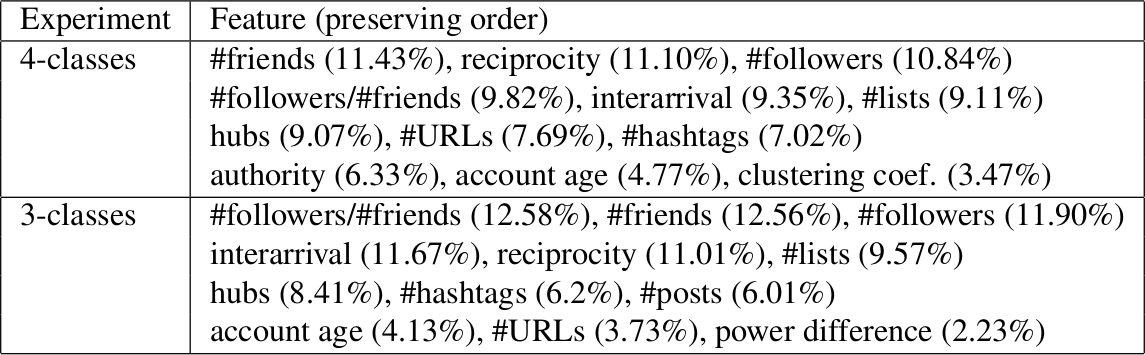 Experiment Feature (preserving order)
4-classes #friends (11.43%), reciprocity (11.10%), #followers (10.84%)
#followers/#friends (9.82%), interarrival (9.35%), #lists (9.11%)
hubs (9.07%), #URLs (7.69%), #hashtags (7.02%)
authority (6.33%), account age (4.77%), clustering coef. (3.47%)
3-classes #followers/#friends (12.58%), #friends (12.56%), #followers (11.90%)
interarrival (11.67%), reciprocity (11.01%), #lists (9.57%)
hubs (8.41%), #hashtags (6.2%), #posts (6.01%)
account age (4.13%), #URLs (3.73%), power difference (2.23%)